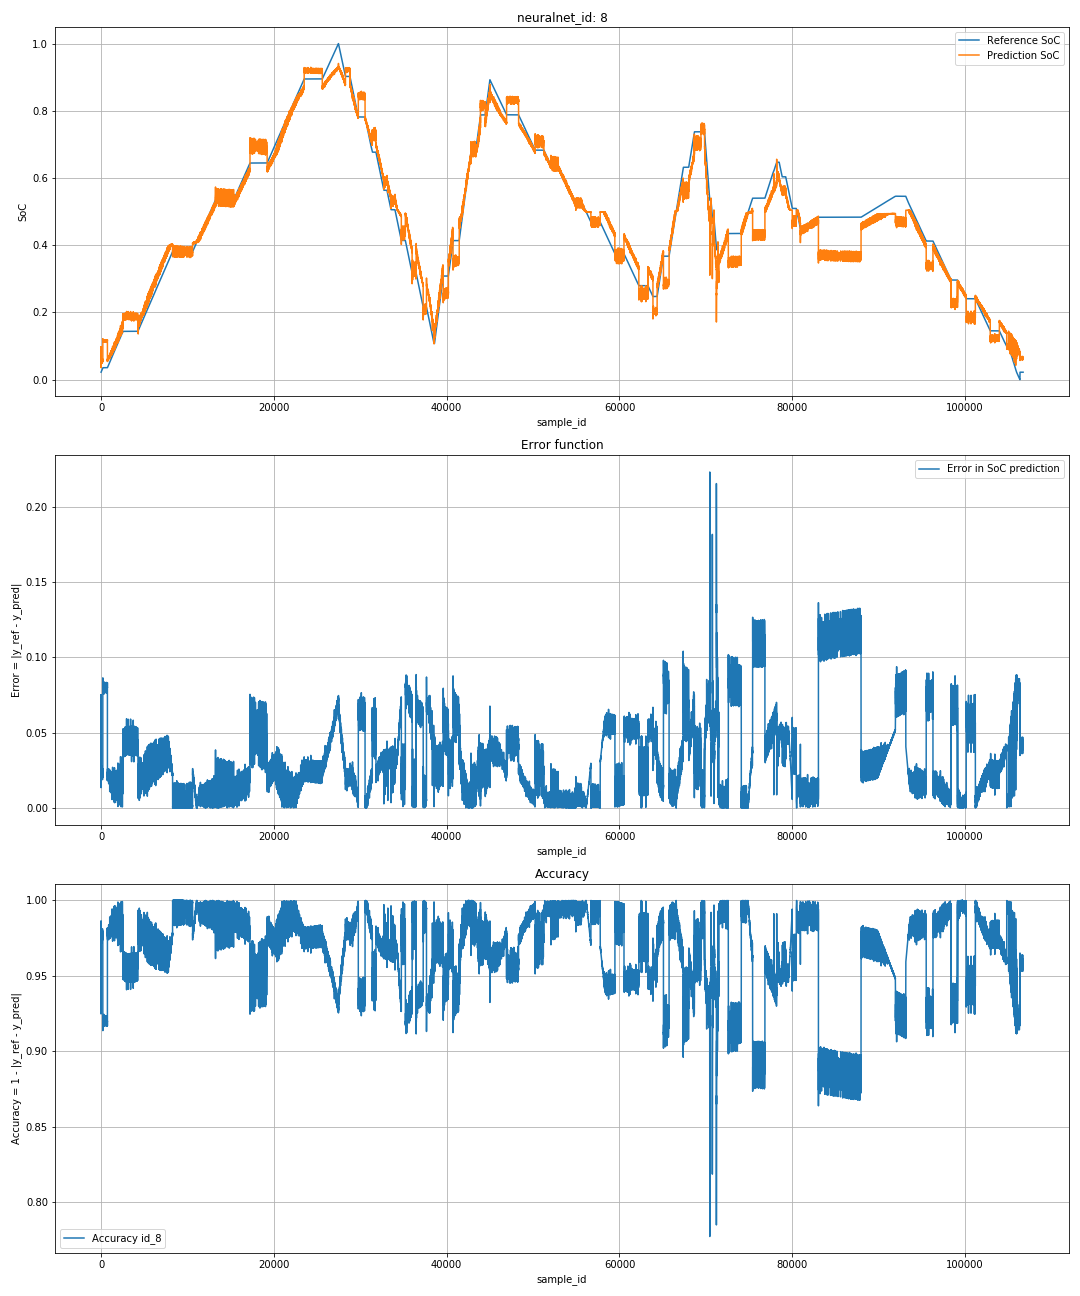 neuralnet_id: 8
Reference SoC
Prediction SoC
1.0
0.8
0.6
0.4
0.2
0.0
SoC
0 20000 40000 60000 80000 100000
sample_id
Error function
Error in SoC prediction
0.20
0.15
0.10
0.05
0.00
Error = |y_ref - y_pred|
0 20000 40000 60000 80000 100000
sample_id
Accuracy
1.00
0.95
0.90
0.85
0.80
Accuracy = 1 - |y_ref - y_pred|
Accuracy id_8
0 20000 40000 60000 80000 100000
sample_id